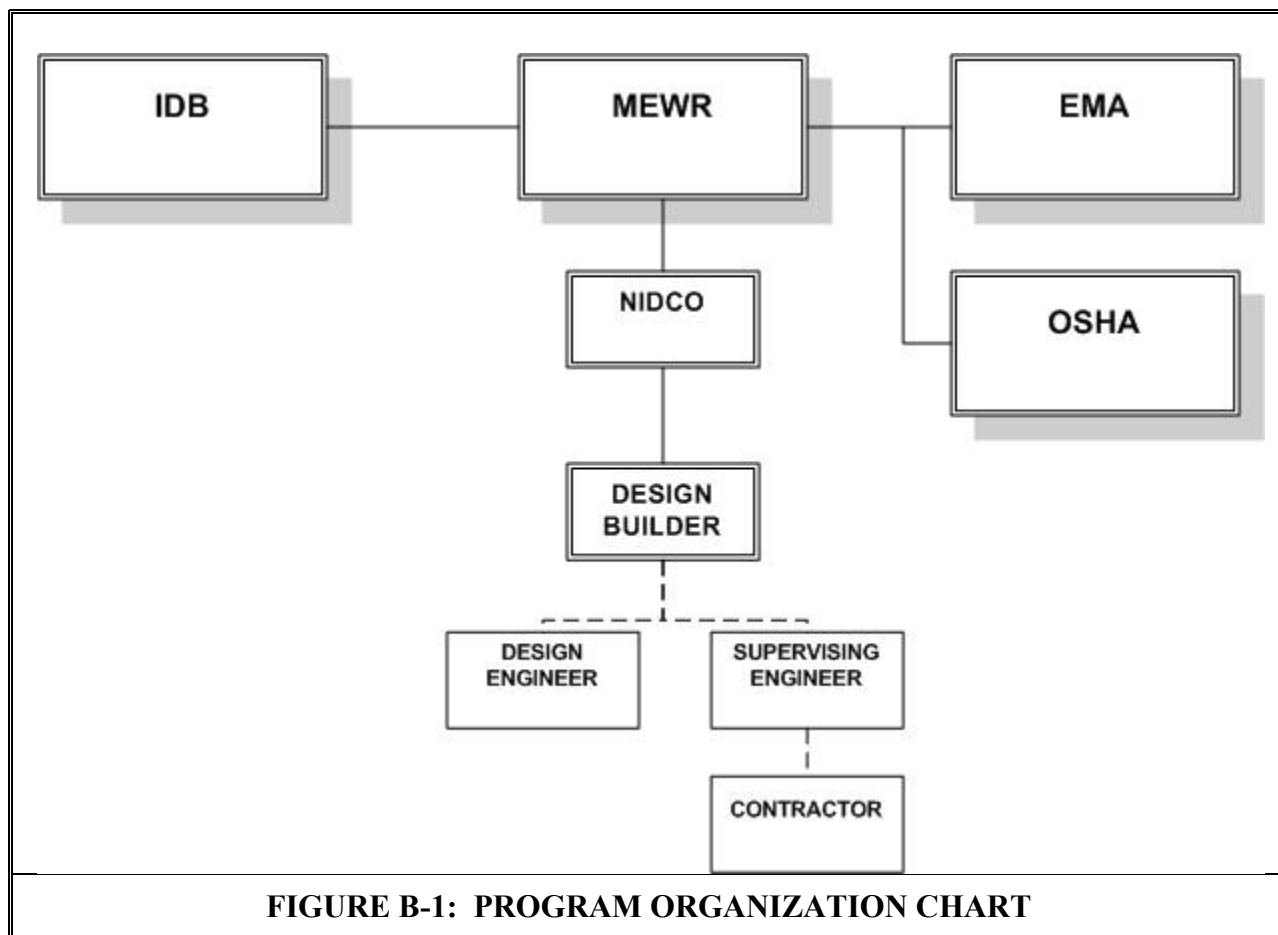 IDB
MEWR
EMA
NIDCO
OSHA
DESIGN
BUILDER
DESIGN
ENGINEER
SUPERVISING
ENGINEER
CONTRACTOR
FIGURE B-1: PROGRAM ORGANIZATION CHART